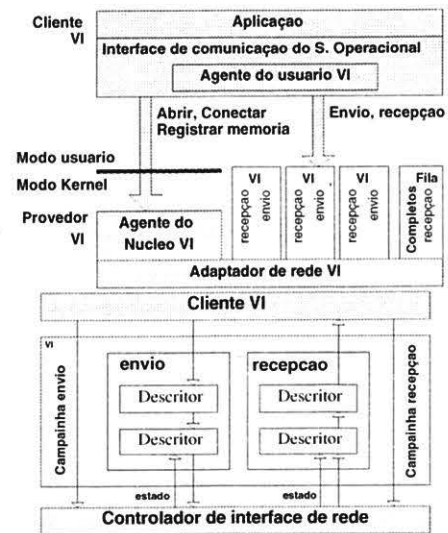 Cliente
VI
Aplicaçao
Interface de comunicaçao do S. Operacional
Agente do usuario VI
Abrir, Conectar
Registrar memoria
Envio, recepçao
Modo usuario
Modo Kernel
Provedor
VI
Agente do
Nucleo VI
VI
recepçao
envio
VI
recepçao
envio
VI
recepçao
envio
Fila
Completos
recepçao
Adaptador de rede VI
Cliente VI
VI
Campainha envio
envio
Descritor
Descritor
estado
recepcao
Descritor
Descritor
estado
Campainha recepção
Controlador de interface de rede